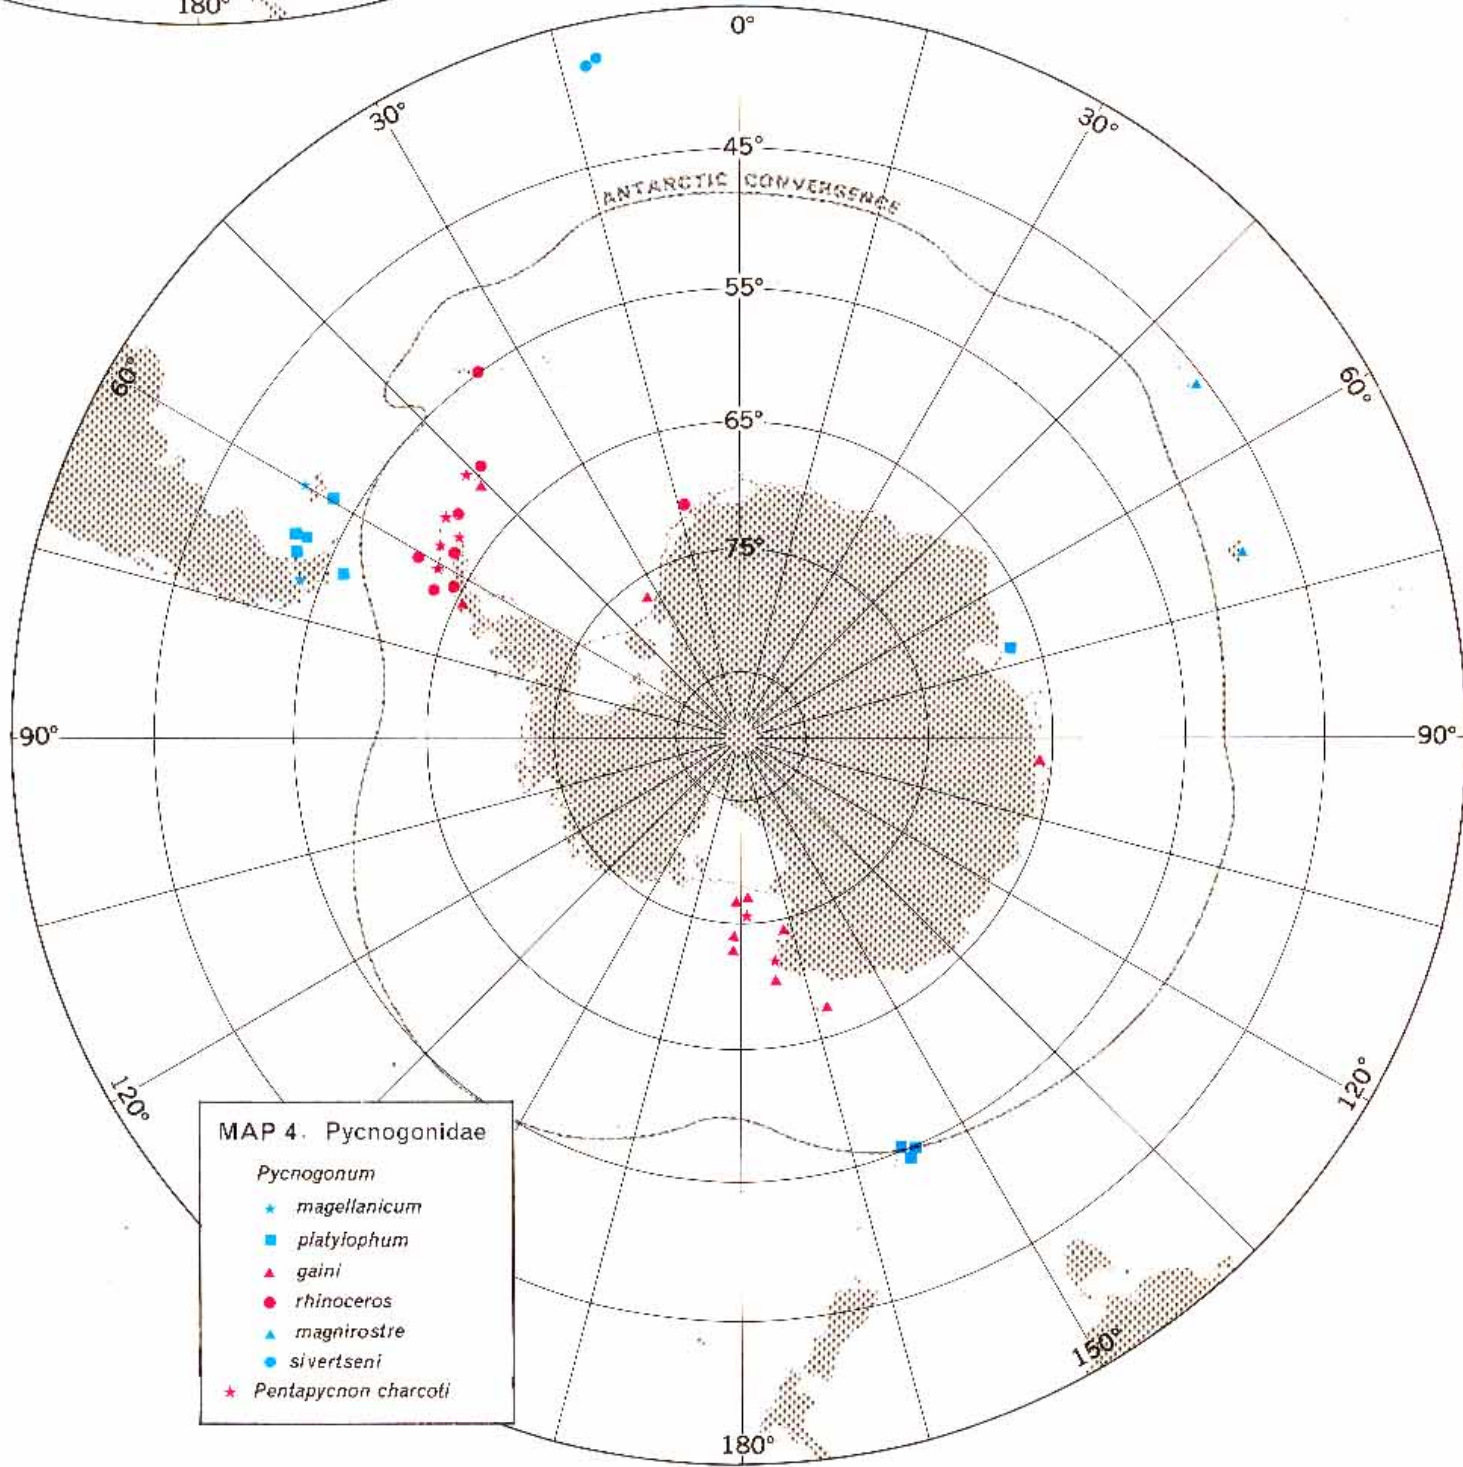 180°
0°
30°
30°
45°
ANTARCTIC CONVERGENCE
55°
60°
60°
65°
75°
90°
90°
120°
120°
MAP 4. Pycnogonidae
Pycnogonum
magellanicum
platylophum
gaini
rhinoceros
magnirostre
sivertseni
Pentapycnon charcoti
150°
180°